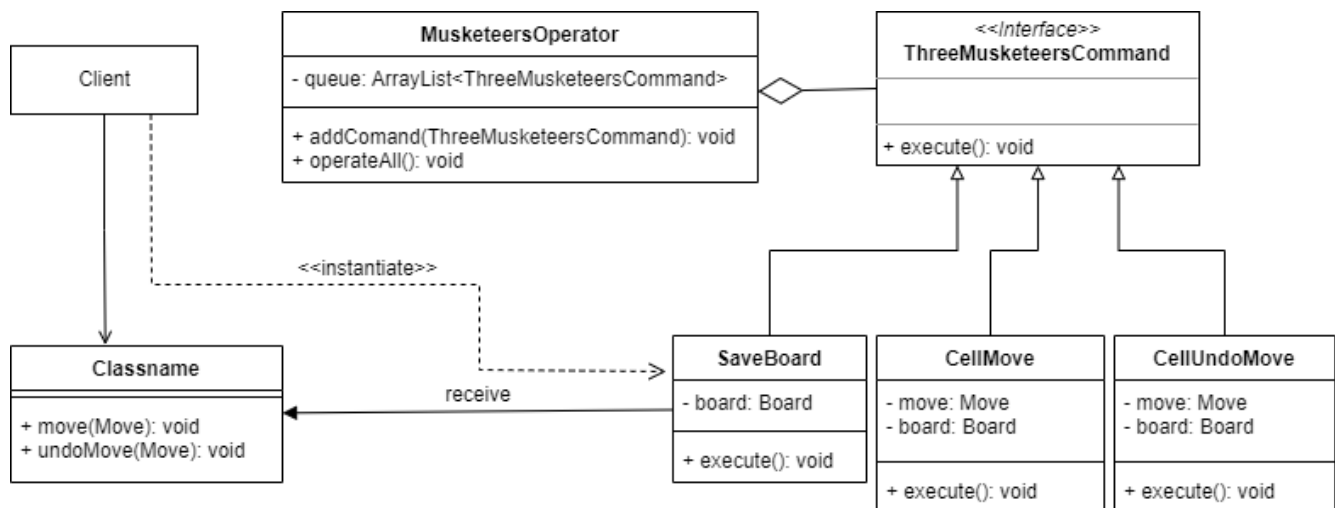 Client
MusketeersOperator
- queue: ArrayList<ThreeMusketeersCommand>
+ addComand(ThreeMusketeersCommand): void
+ operateAll(): void
<<Interface>>
ThreeMusketeersCommand
+ execute(): void
<<instantiate>>
Classname
+ move(Move): void
+ undoMove(Move): void
receive
SaveBoard
- board: Board
+ execute(): void
CellMove
- move: Move
- board: Board
+ execute(): void
CellUndoMove
- move: Move
- board: Board
+ execute(): void